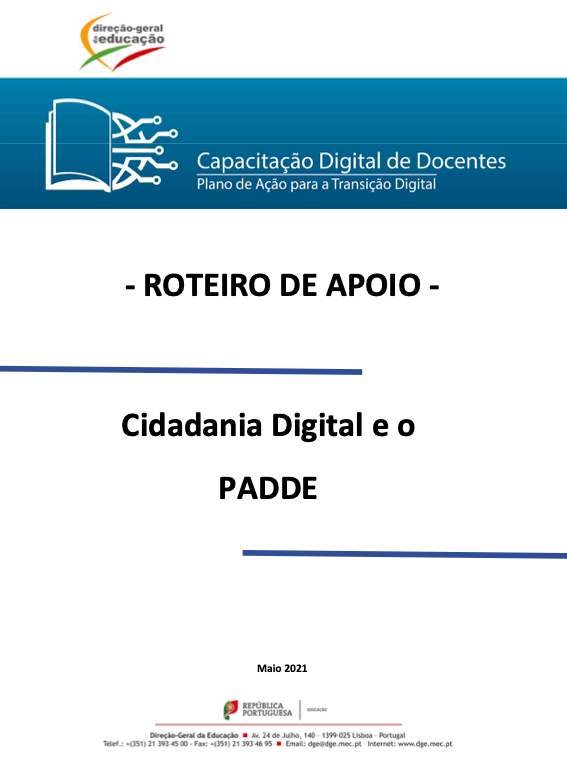 direção-geral
da educação
Capacitação Digital de Docentes
Plano de Ação para a Transição Digital
- ROTEIRO DE APOIO -
Cidadania Digital e o
PADDE
Maio 2021
REPÚBLICA
PORTUGUESA
EDUCAÇÃO
Direção-Geral da Educação ■ Av. 24 de Julho, 140 - 1399-025 Lisboa - Portugal
Telef.: +(351) 21 393 45 00 - Fax: +(351) 21 393 46 95 ■ Email: dge@dge.mec.pt Internet: www.dge.mec.pt